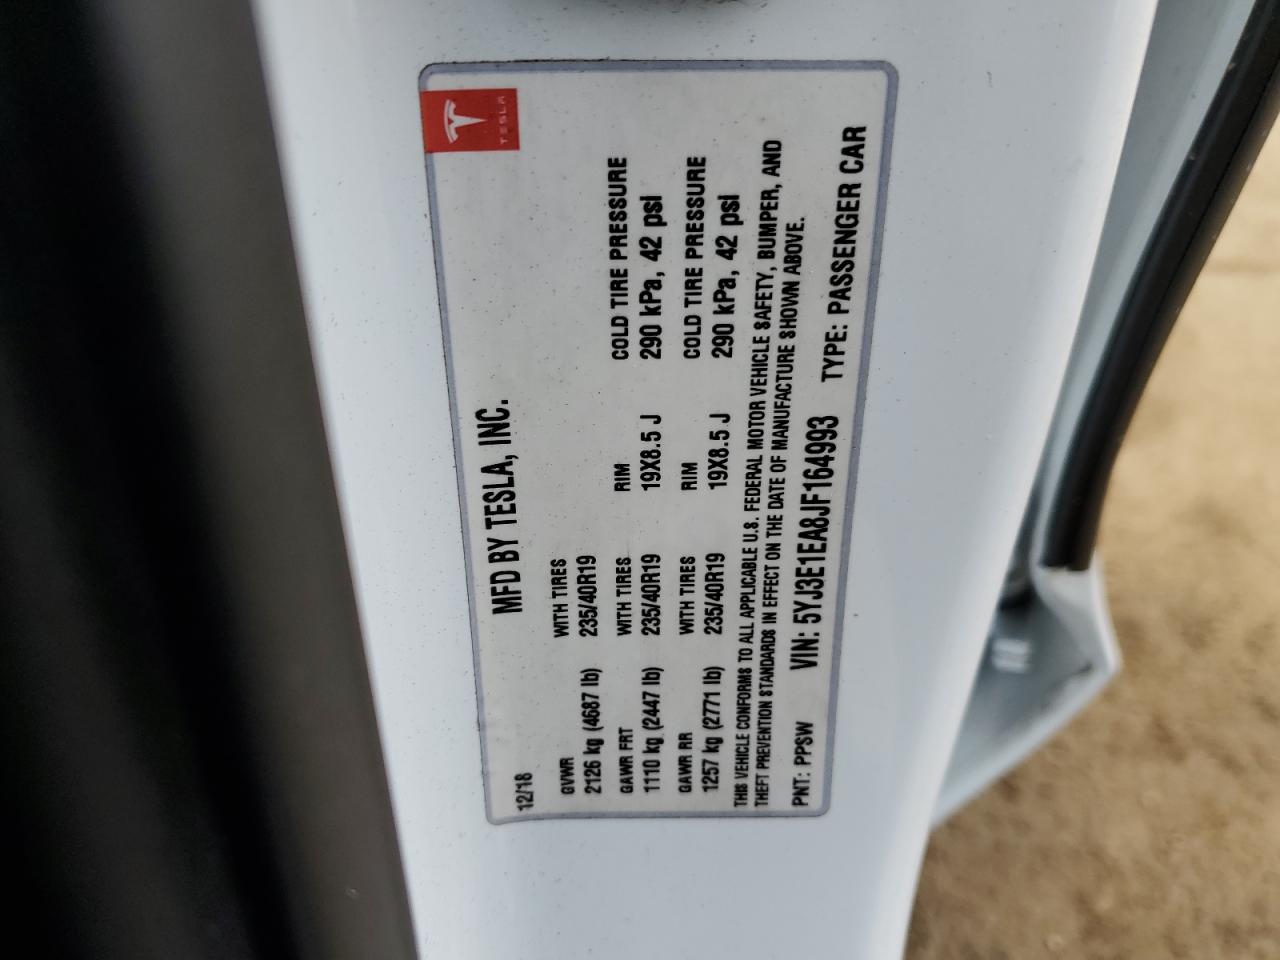 TESLA
MFD BY TESLA, INC.
12/18
GVWR WITH TIRES
2126 kg (4687 lb) 235/40R19
GAWR FRT WITH TIRES RIM COLD TIRE PRESSURE
1110 kg (2447 lb) 235/40R19 19X8.5 J 290 kPa, 42 psi
GAWR RR WITH TIRES RIM COLD TIRE PRESSURE
1257 kg (2771 lb) 235/40R19 19X8.5 J 290 kPa, 42 psi
THIS VEHICLE CONFORMS TO ALL APPLICABLE U.S. FEDERAL MOTOR VEHICLE SAFETY, BUMPER, AND
THEFT PREVENTION STANDARDS IN EFFECT ON THE DATE OF MANUFACTURE SHOWN ABOVE.
PNT: PPSW VIN: 5YJ3E1EA8JF164993 TYPE: PASSENGER CAR